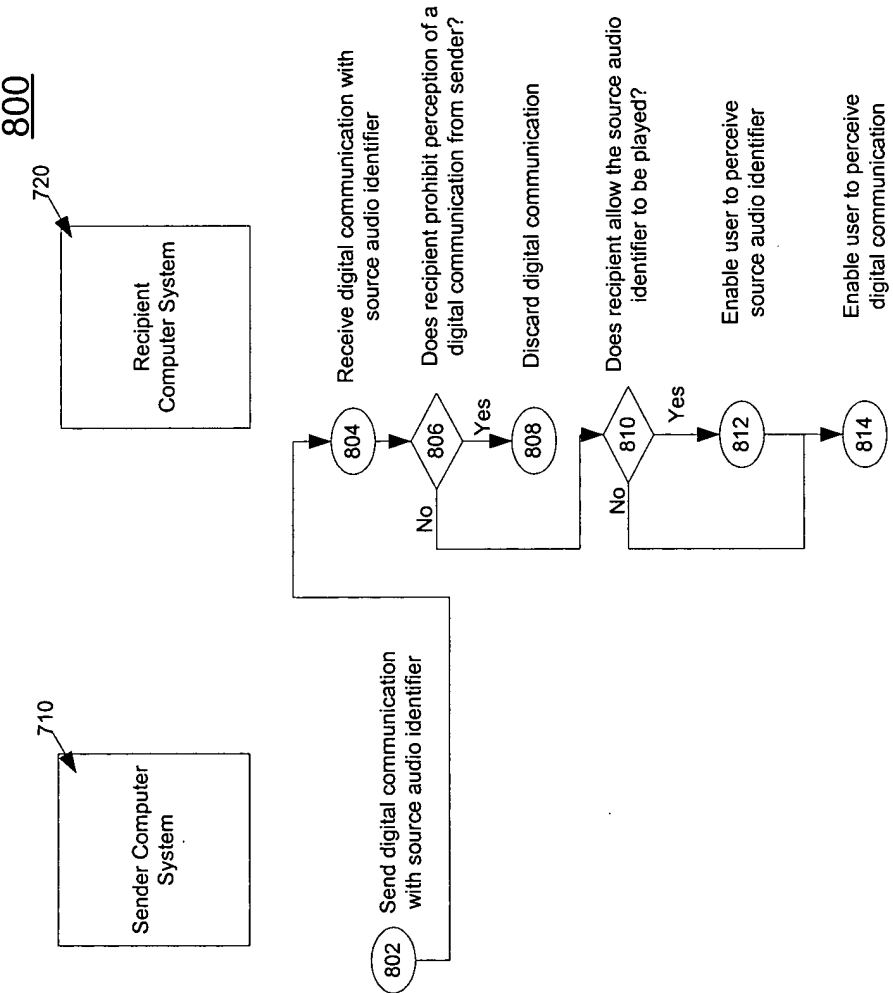 800
710
Sender Computer
System
720
Recipient
Computer System
802
Send digital communication
with source audio identifier
804
Receive digital communication with
source audio identifier
806
Does recipient prohibit perception of a
digital communication from sender?
No
Yes
808
Discard digital communication
810
Does recipient allow the source audio
identifier to be played?
No
Yes
812
Enable user to perceive
source audio identifier
814
Enable user to perceive
digital communication